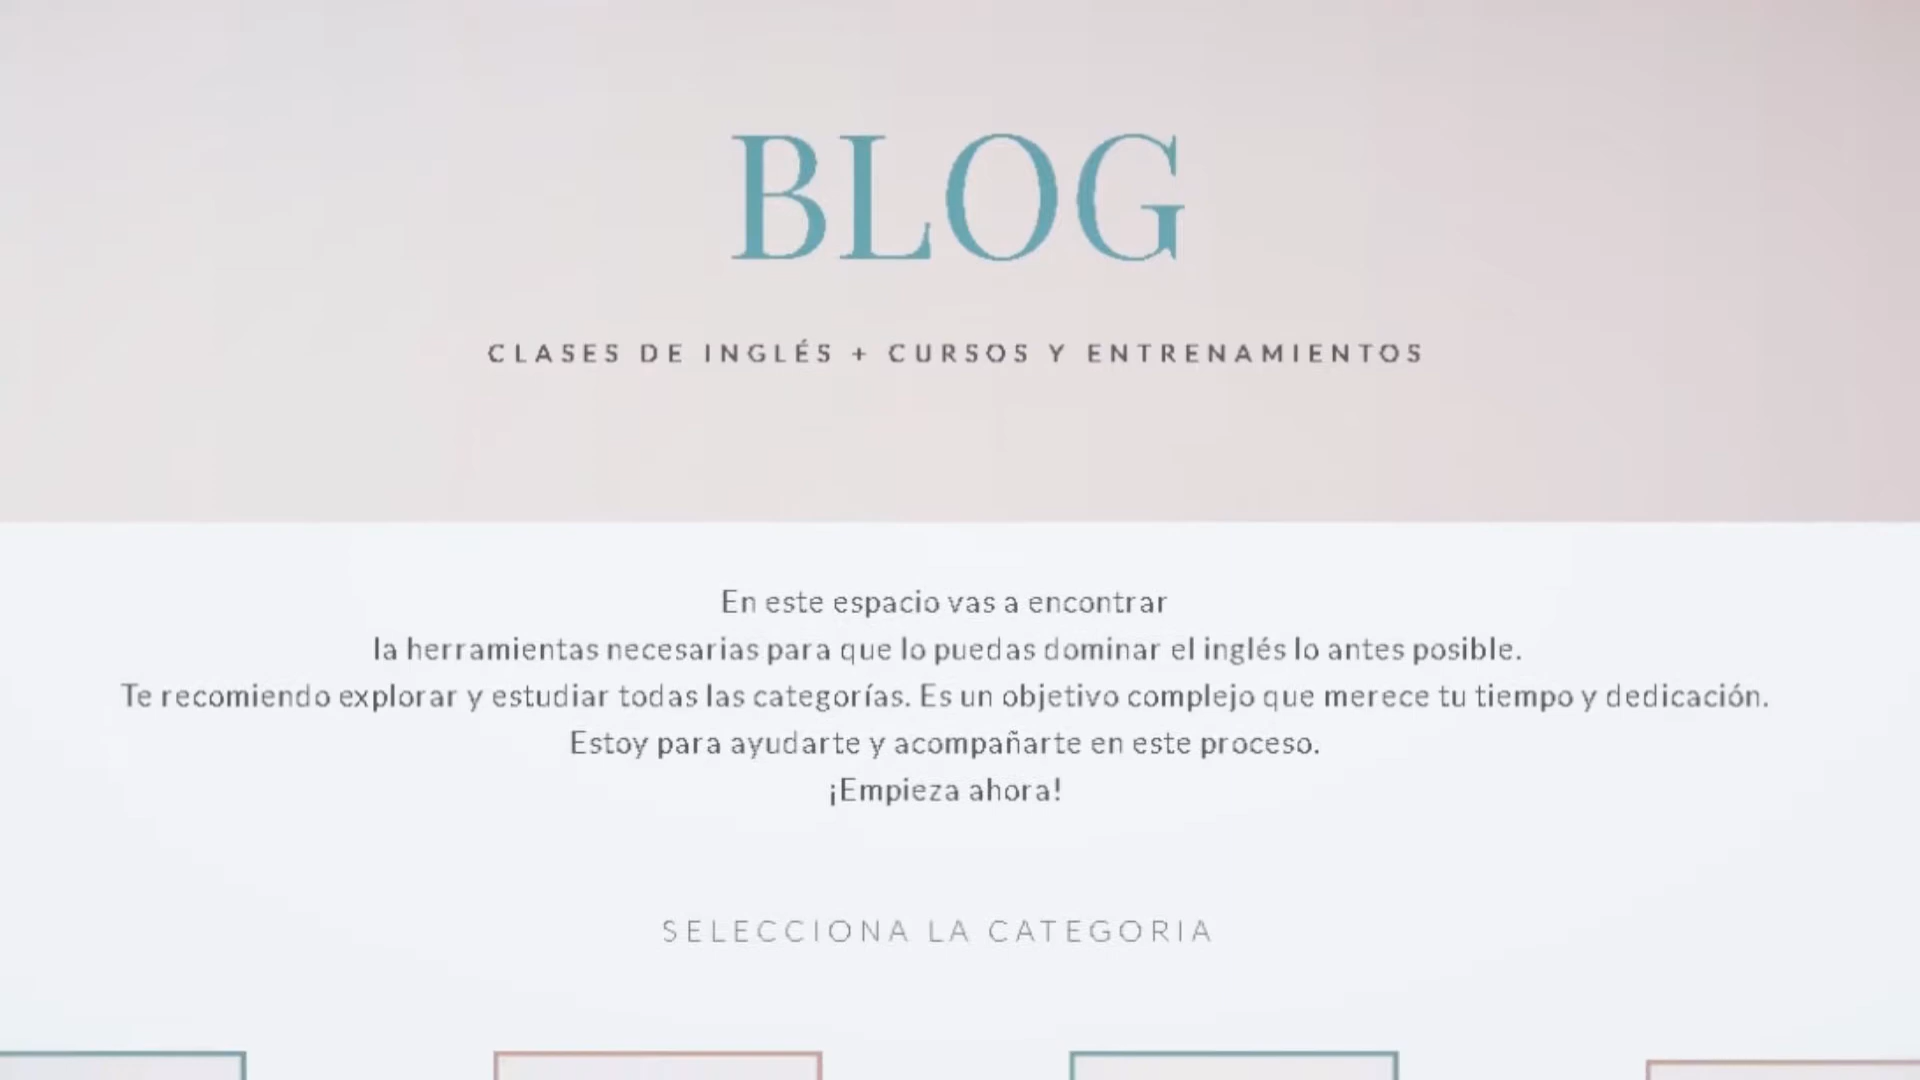 BLOG
CLASES DE INGLÉS + CURSOS Y ENTRENAMIENTOS
En este espacio vas a encontrar
la herramientas necesarias para que lo puedas dominar el inglés lo antes posible.
Te recomiendo explorar y estudiar todas las categorías. Es un objetivo complejo que merece tu tiempo y dedicación.
Estoy para ayudarte y acompañarte en este proceso.
¡Empieza ahora!
SELECCIONA LA CATEGORIA